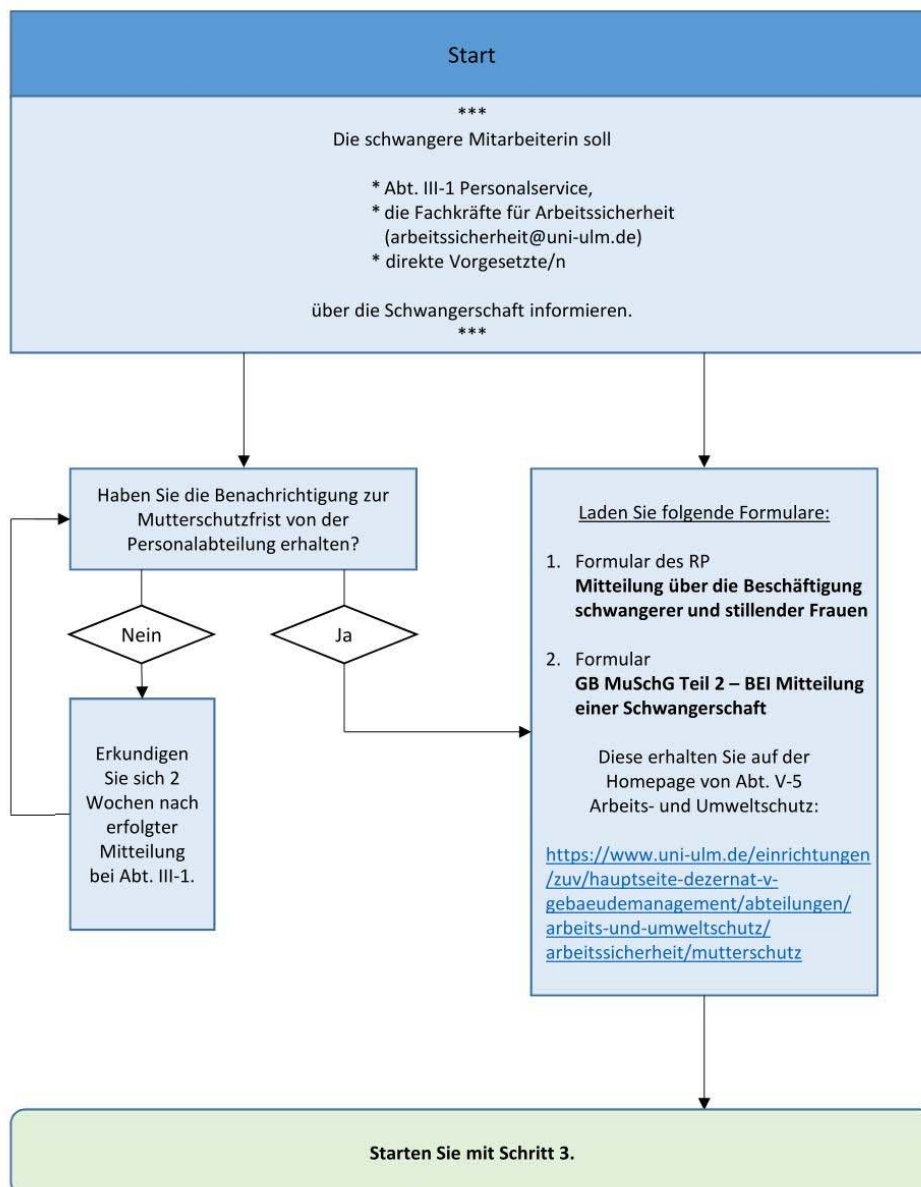 Start
***
Die schwangere Mitarbeiterin soll
* Abt. III-1 Personalservice,
* die Fachkräfte für Arbeitssicherheit
(arbeitssicherheit@uni-ulm.de)
* direkte Vorgesetzte/n
über die Schwangerschaft informieren.
***
Haben Sie die Benachrichtigung zur
Mutterschutzfrist von der
Personalabteilung erhalten?
Nein
Ja
Erkundigen
Sie sich 2
Wochen nach
erfolgter
Mitteilung
bei Abt. III-1.
Laden Sie folgende Formulare:
1. Formular des RP
Mitteilung über die Beschäftigung
schwangerer und stillender Frauen
2. Formular
GB MuSchG Teil 2 – BEI Mitteilung
einer Schwangerschaft
Diese erhalten Sie auf der
Homepage von Abt. V-5
Arbeits- und Umweltschutz:
https://www.uni-ulm.de/einrichtungen
/zuv/hauptseite-dezernat-v-
gebaeudemanagement/abteilungen/
arbeits-und-umweltschutz/
arbeitssicherheit/mutterschutz
Starten Sie mit Schritt 3.